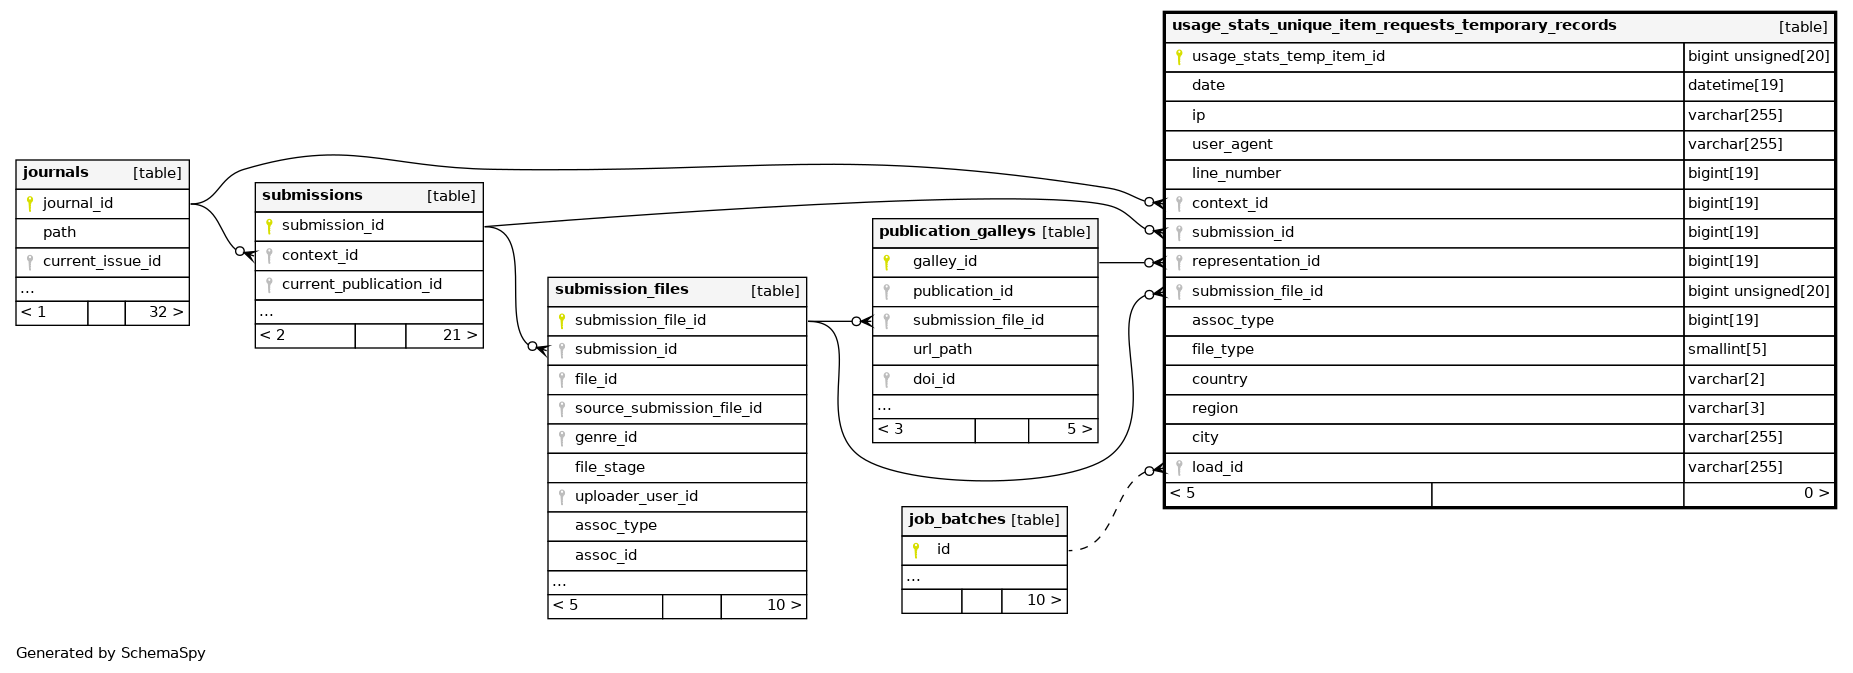 usage_stats_unique_item_requests_temporary_records [table]
usage_stats_temp_item_id bigint unsigned[20]
date datetime[19]
ip varchar[255]
user_agent varchar[255]
line_number bigint[19]
context_id bigint[19]
submission_id bigint[19]
representation_id bigint[19]
submission_file_id bigint unsigned[20]
assoc_type bigint[19]
file_type smallint[5]
country varchar[2]
region varchar[3]
city varchar[255]
load_id varchar[255]
< 5 0 >
journals [table]
journal_id
path
current_issue_id
...
< 1 32 >
submissions [table]
submission_id
context_id
current_publication_id
...
< 2 21 >
submission_files [table]
submission_file_id
submission_id
file_id
source_submission_file_id
genre_id
file_stage
uploader_user_id
assoc_type
assoc_id
...
< 5 10 >
publication_galleys [table]
galley_id
publication_id
submission_file_id
url_path
doi_id
...
< 3 5 >
job_batches [table]
id
...
10 >
Generated by SchemaSpy